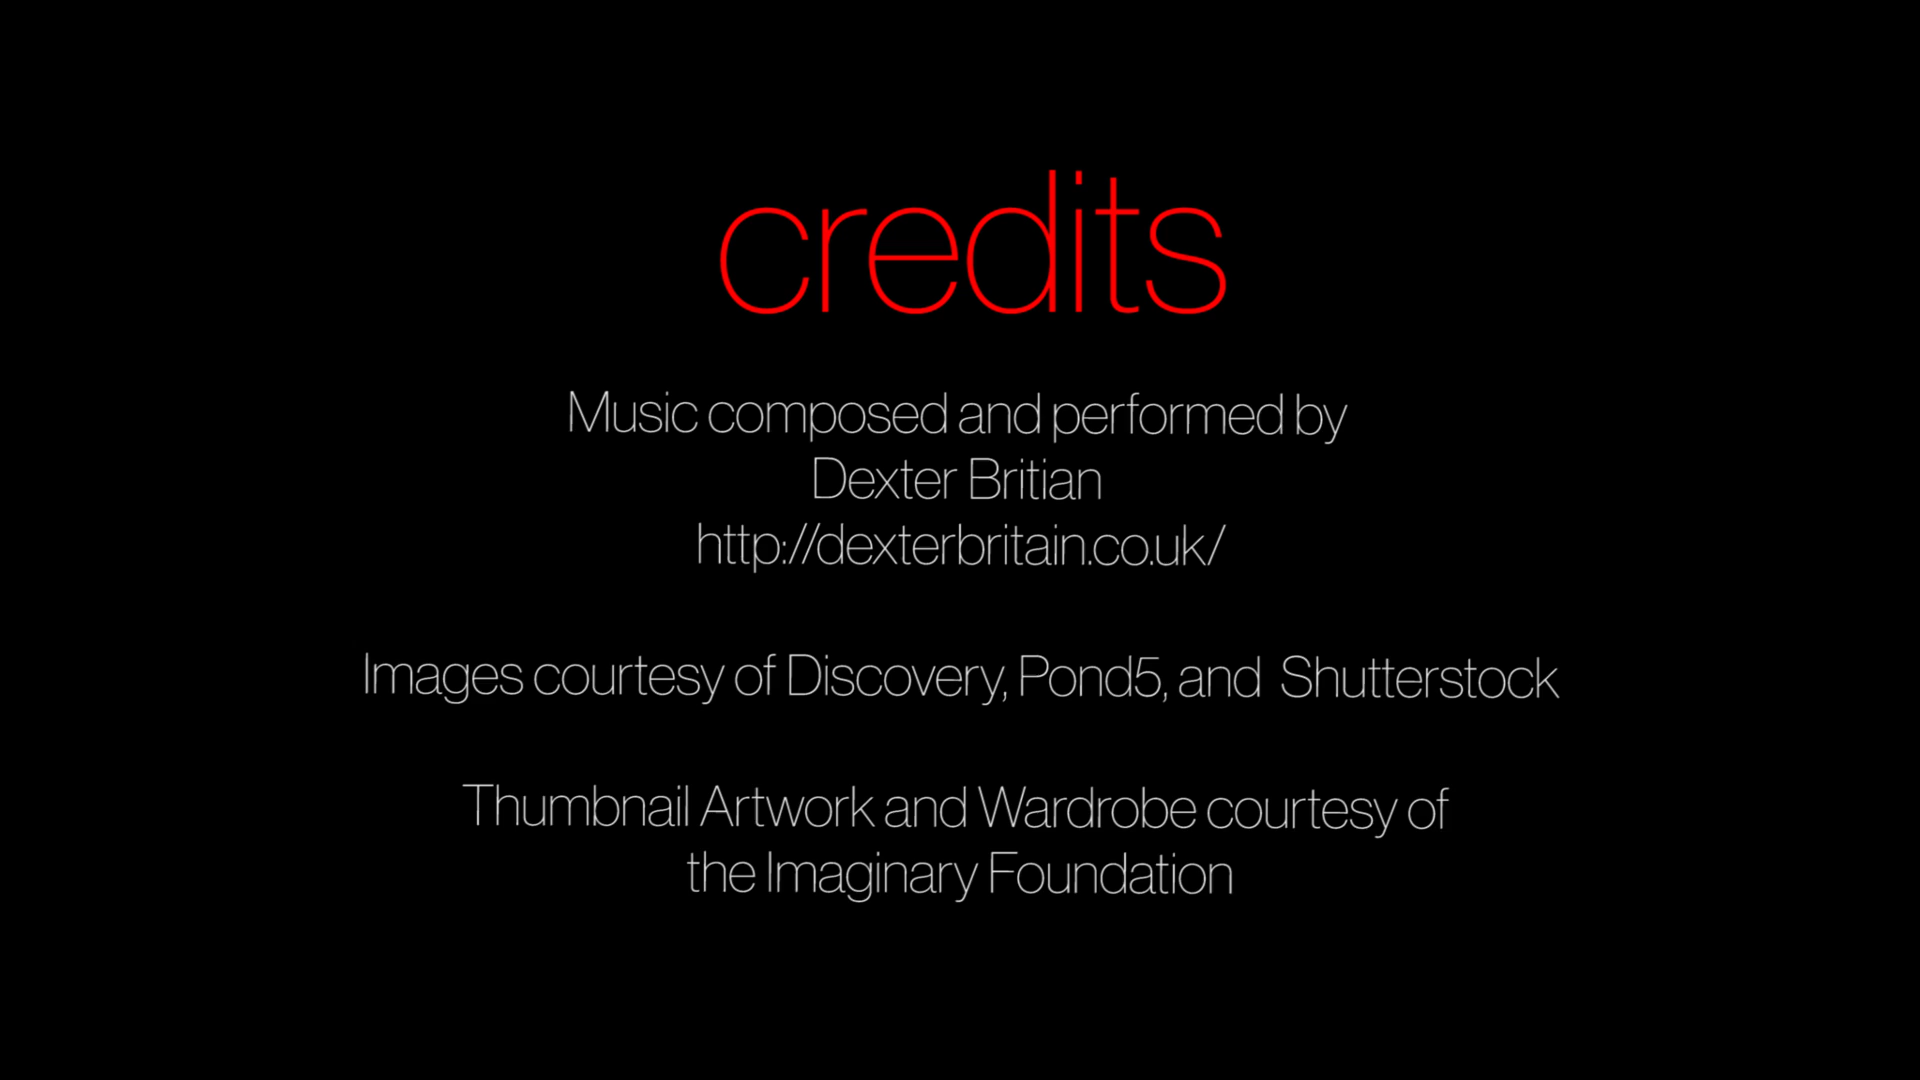 credits
Music composed and performed by
Dexter Britian
http://dexterbritain.co.uk/
Images courtesy of Discovery, Pond5, and Shutterstock
Thumbnail Artwork and Wardrobe courtesy of
the Imaginary Foundation